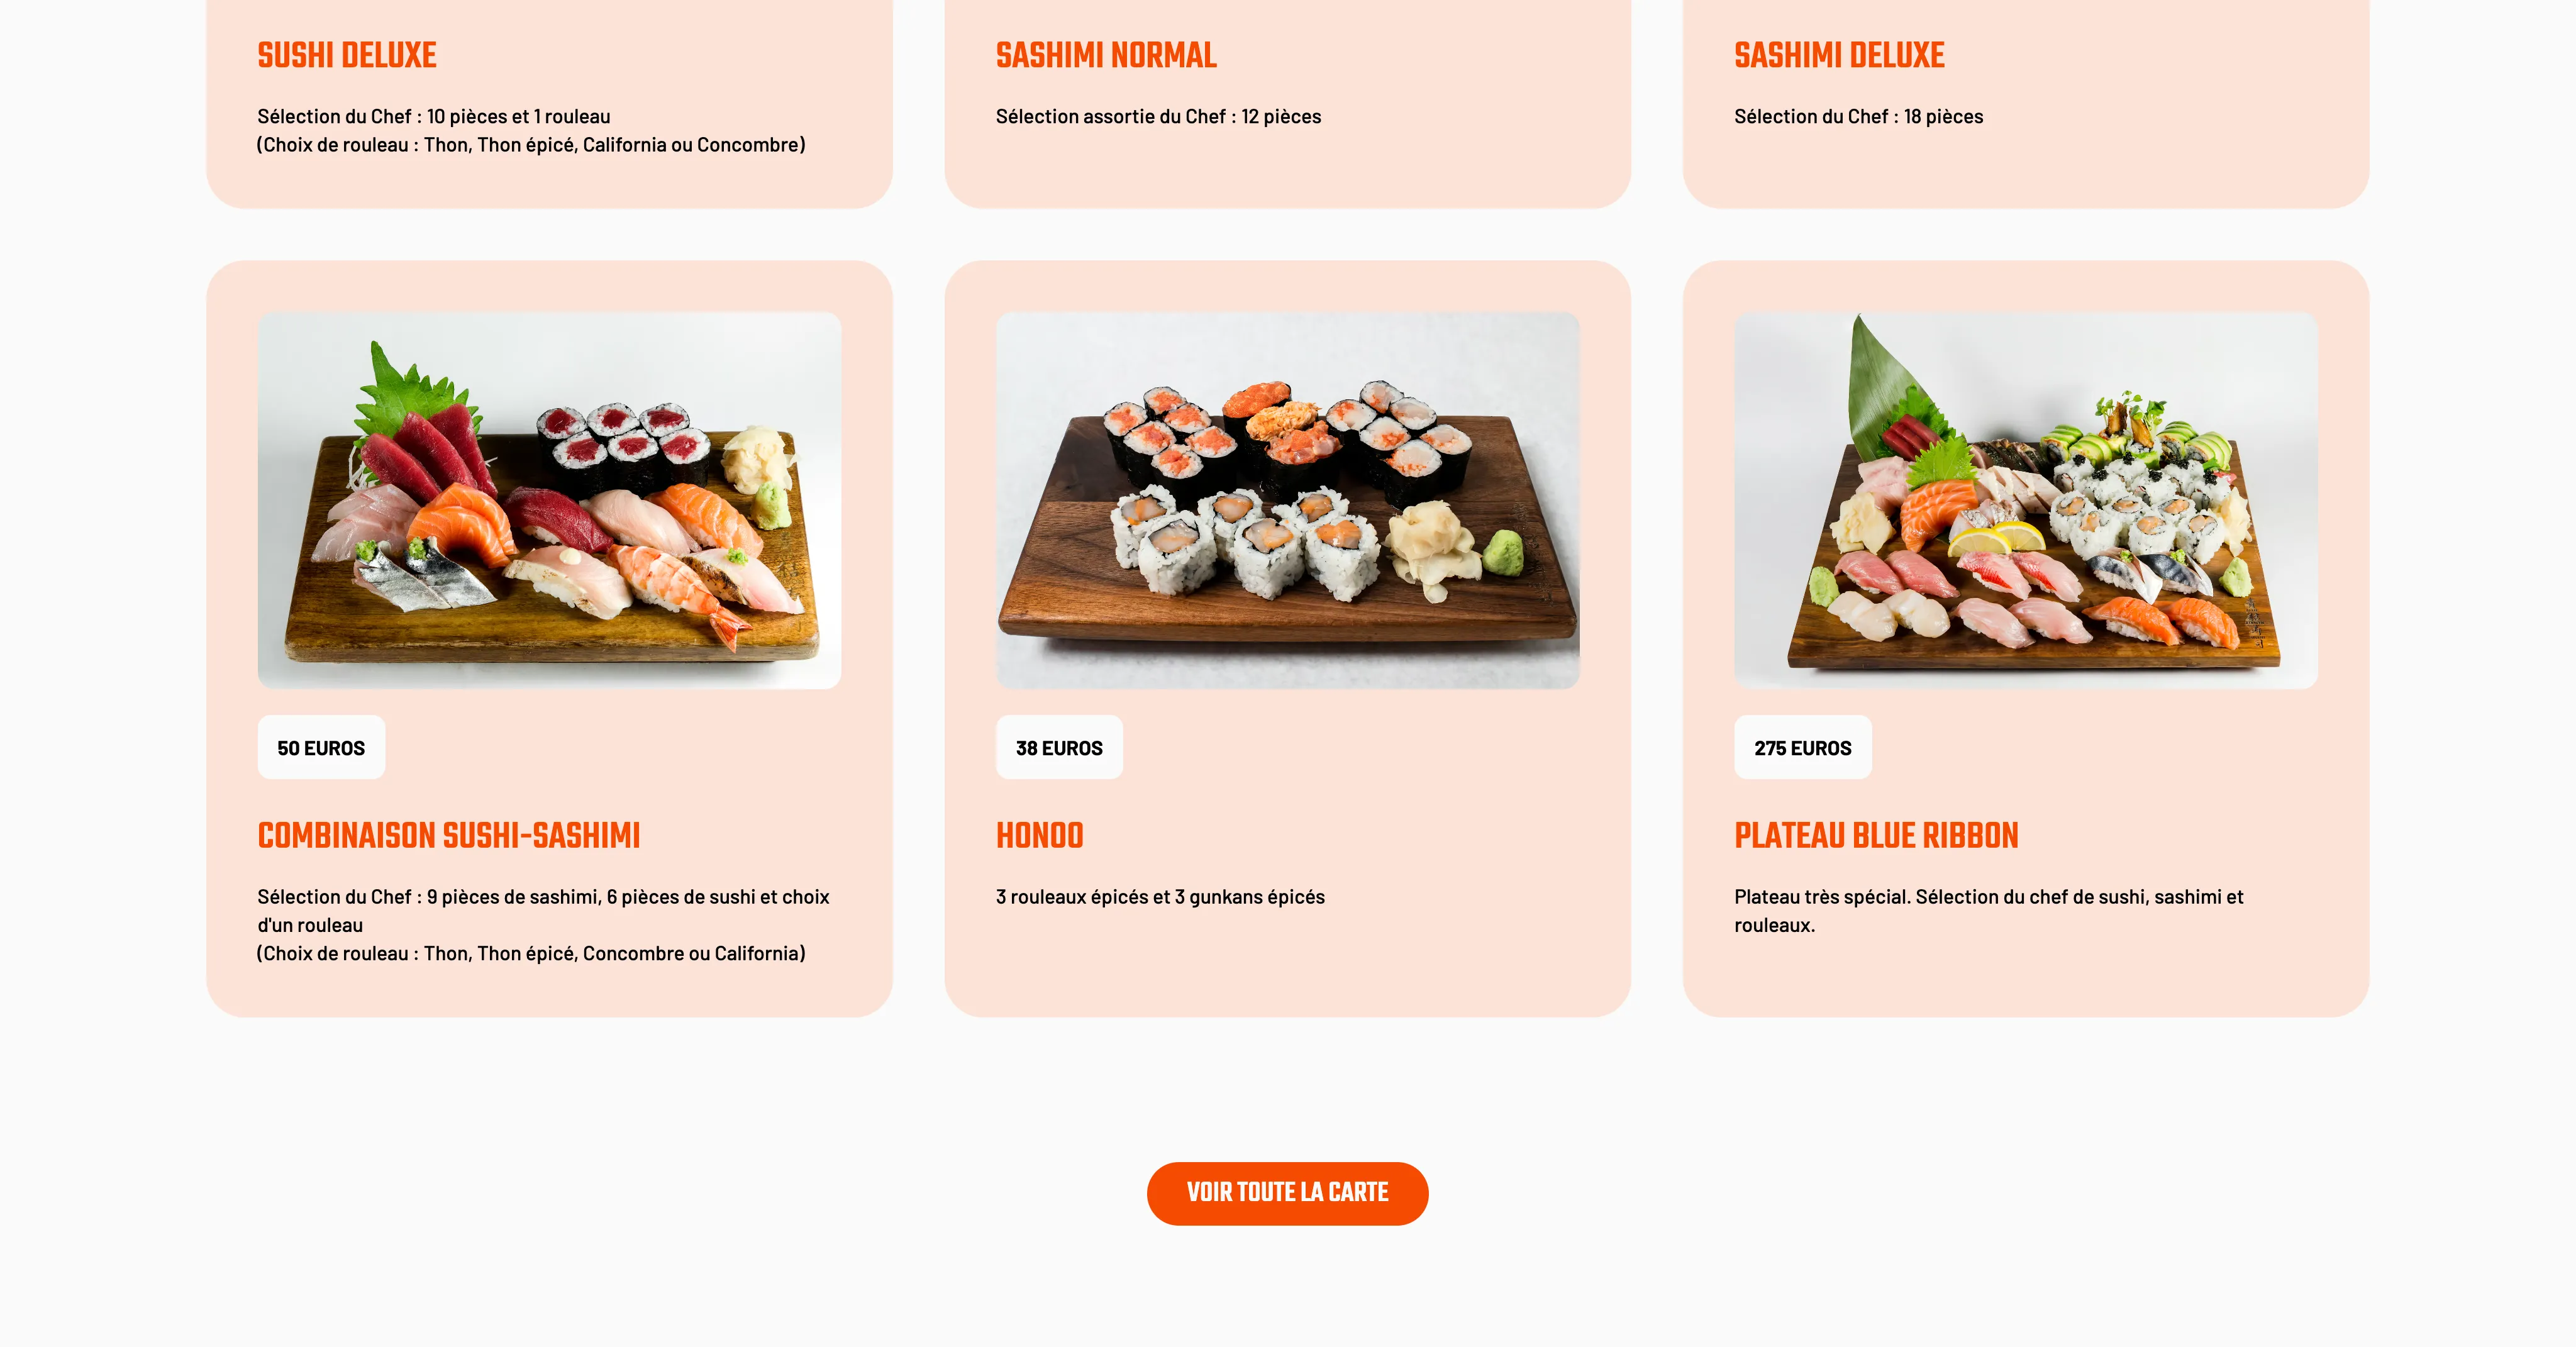 SUSHI DELUXE
Sélection du Chef : 10 pièces et 1 rouleau
(Choix de rouleau : Thon, Thon épicé, California ou Concombre)
SASHIMI NORMAL
Sélection assortie du Chef : 12 pièces
SASHIMI DELUXE
Sélection du Chef : 18 pièces
50 EUROS
COMBINAISON SUSHI-SASHIMI
Sélection du Chef : 9 pièces de sashimi, 6 pièces de sushi et choix
d'un rouleau
(Choix de rouleau : Thon, Thon épicé, Concombre ou California)
38 EUROS
HONOO
3 rouleaux épicés et 3 gunkans épicés
275 EUROS
PLATEAU BLUE RIBBON
Plateau très spécial. Sélection du chef de sushi, sashimi et
rouleaux.
VOIR TOUTE LA CARTE